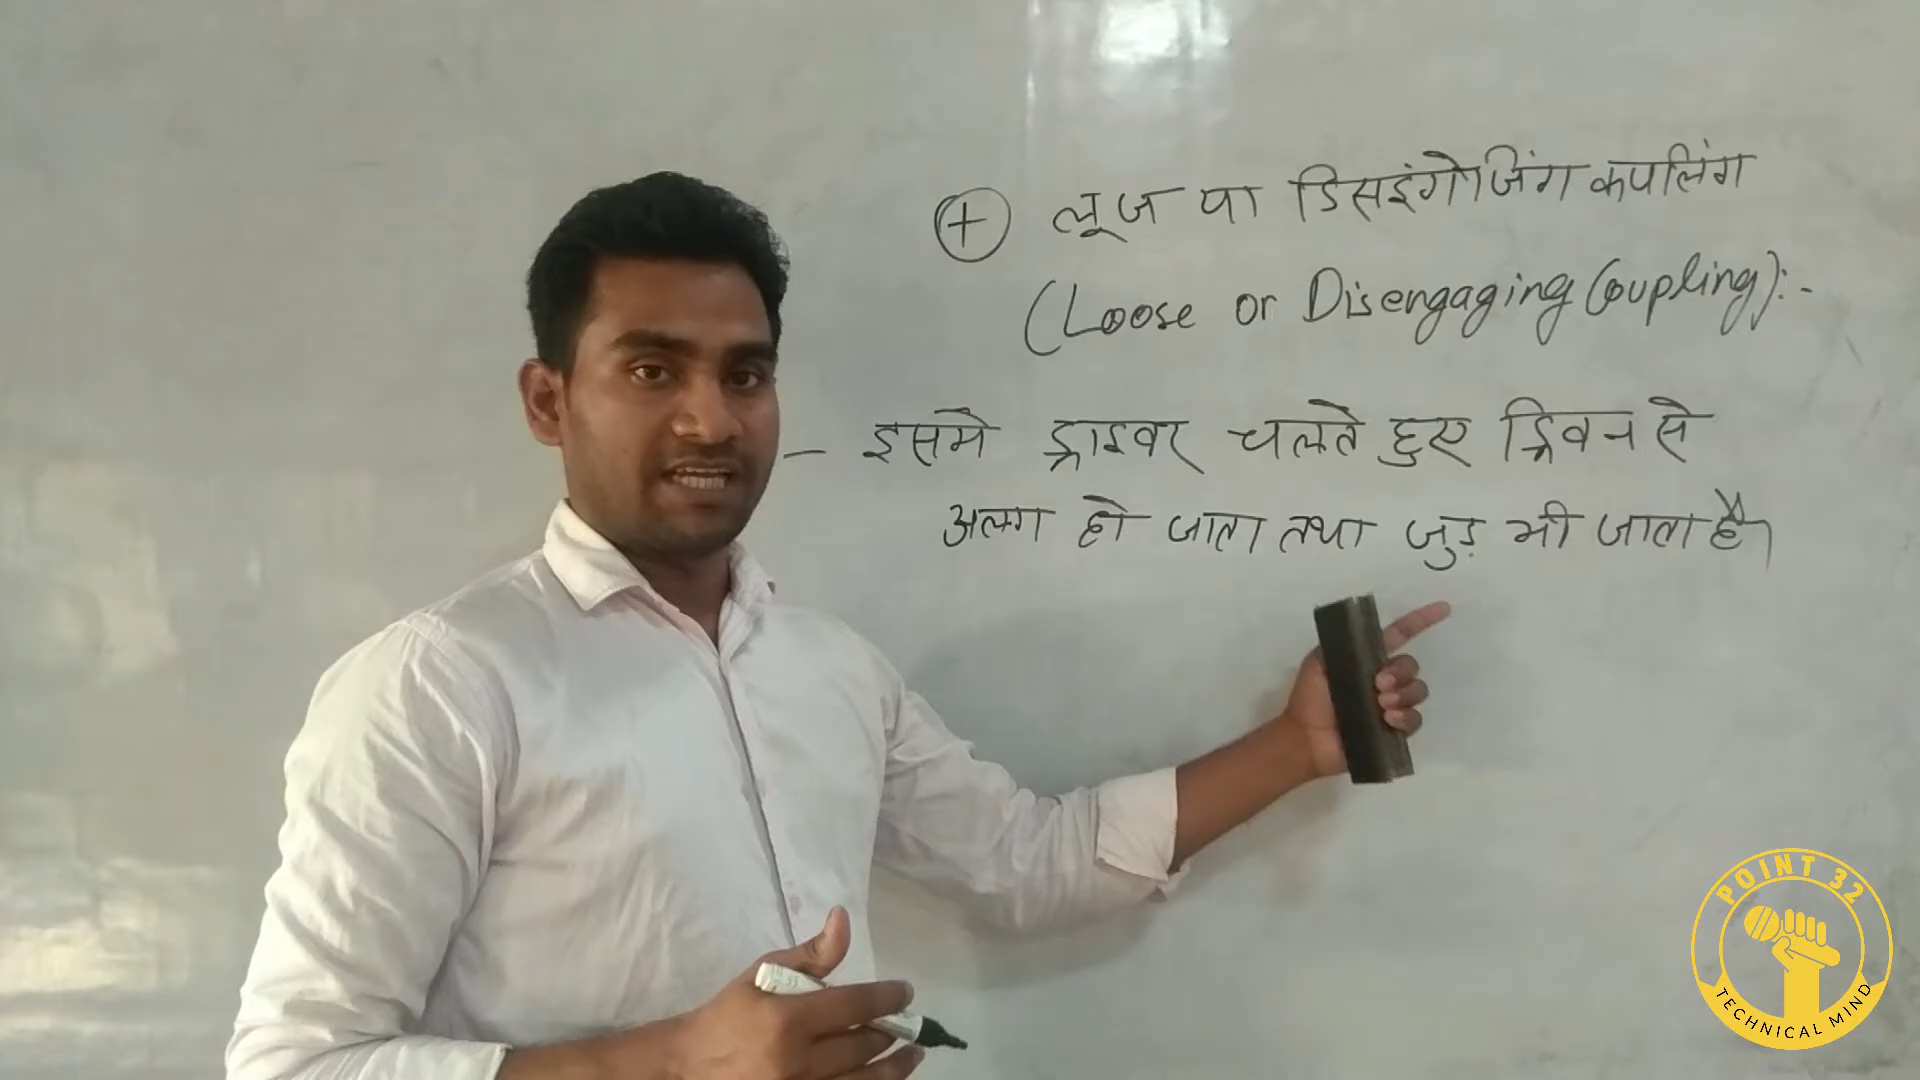 ⊕ लूज या डिसइंगेजिंग कपलिंग
(Loose or Disengaging Coupling):-
– इसमे ड्राइवर चलते हुए ड्रिवन से
अलग हो जाता तथा जुड़ भी जाता है।
POINT 32
TECHNICAL MIND